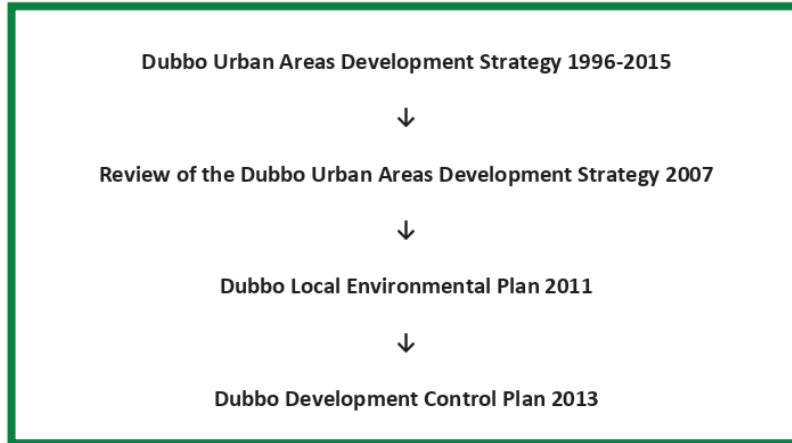 Dubbo Urban Areas Development Strategy 1996-2015
↓
Review of the Dubbo Urban Areas Development Strategy 2007
↓
Dubbo Local Environmental Plan 2011
↓
Dubbo Development Control Plan 2013